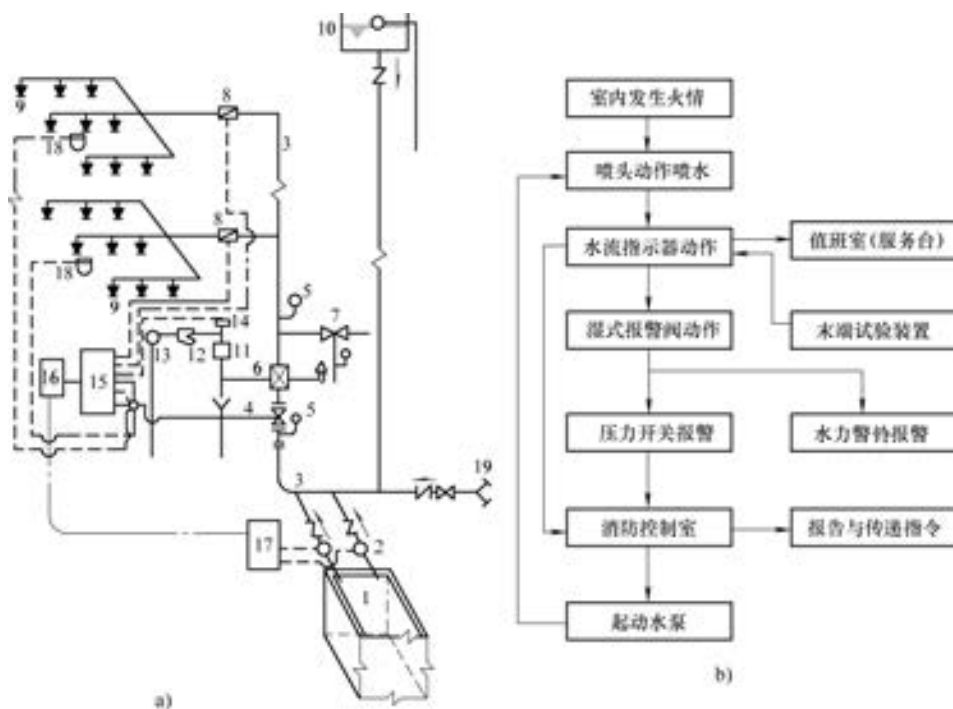 10
9
8
3
18
8
18
9
5
7
14
13
12
11
6
16
15
4
5
3
19
17
2
1
a)
室内发生火情
喷头动作喷水
水流指示器动作
值班室(服务台)
湿式报警阀动作
末端试验装置
压力开关报警
水力警铃报警
消防控制室
报告与传递指令
起动水泵
b)